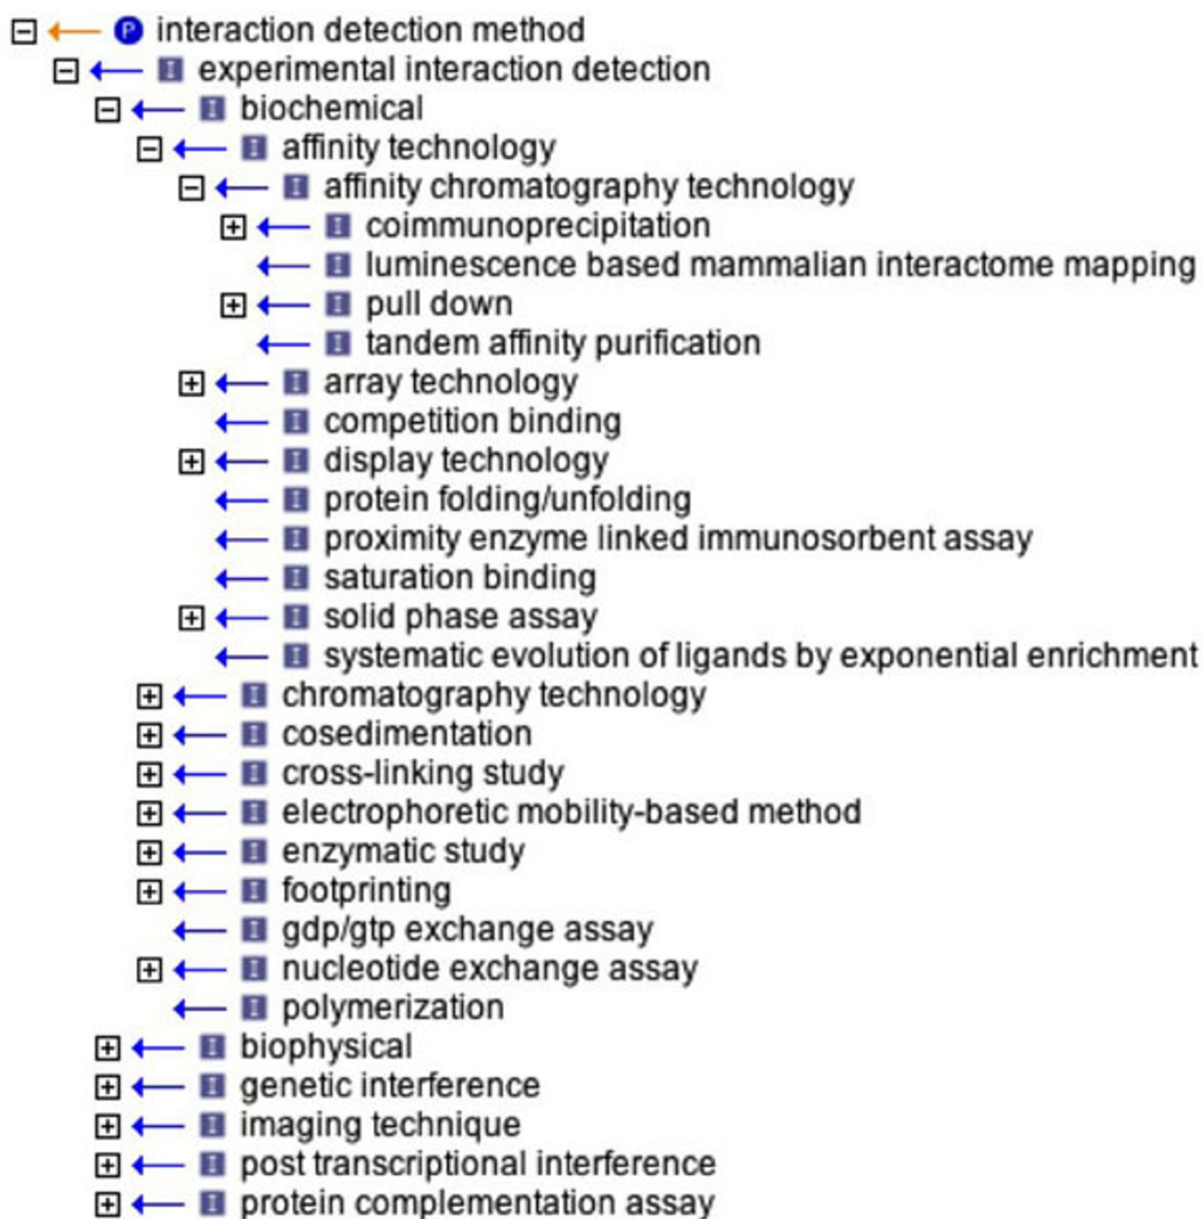 P interaction detection method
experimental interaction detection
biochemical
affinity technology
affinity chromatography technology
coimmunoprecipitation
luminescence based mammalian interactome mapping
pull down
tandem affinity purification
array technology
competition binding
display technology
protein folding/unfolding
proximity enzyme linked immunosorbent assay
saturation binding
solid phase assay
systematic evolution of ligands by exponential enrichment
chromatography technology
cosedimentation
cross-linking study
electrophoretic mobility-based method
enzymatic study
footprinting
gdp/gtp exchange assay
nucleotide exchange assay
polymerization
biophysical
genetic interference
imaging technique
post transcriptional interference
protein complementation assay